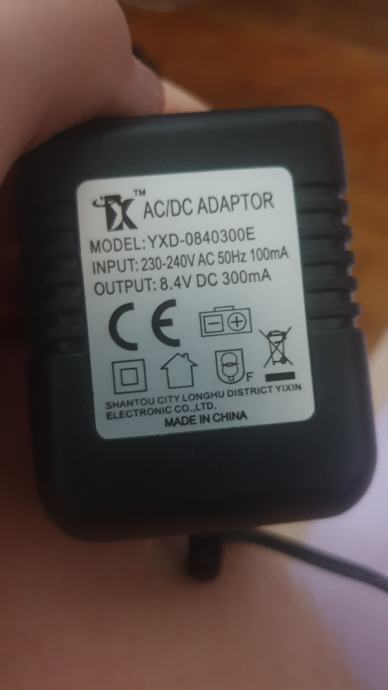 TX™ AC/DC ADAPTOR
MODEL:YXD-0840300E
INPUT: 230-240V AC 50Hz 100mA
OUTPUT: 8.4V DC 300mA
CE
F
SHANTOU CITY LONGHU DISTRICT YIXIN
ELECTRONIC CO.,LTD.
MADE IN CHINA